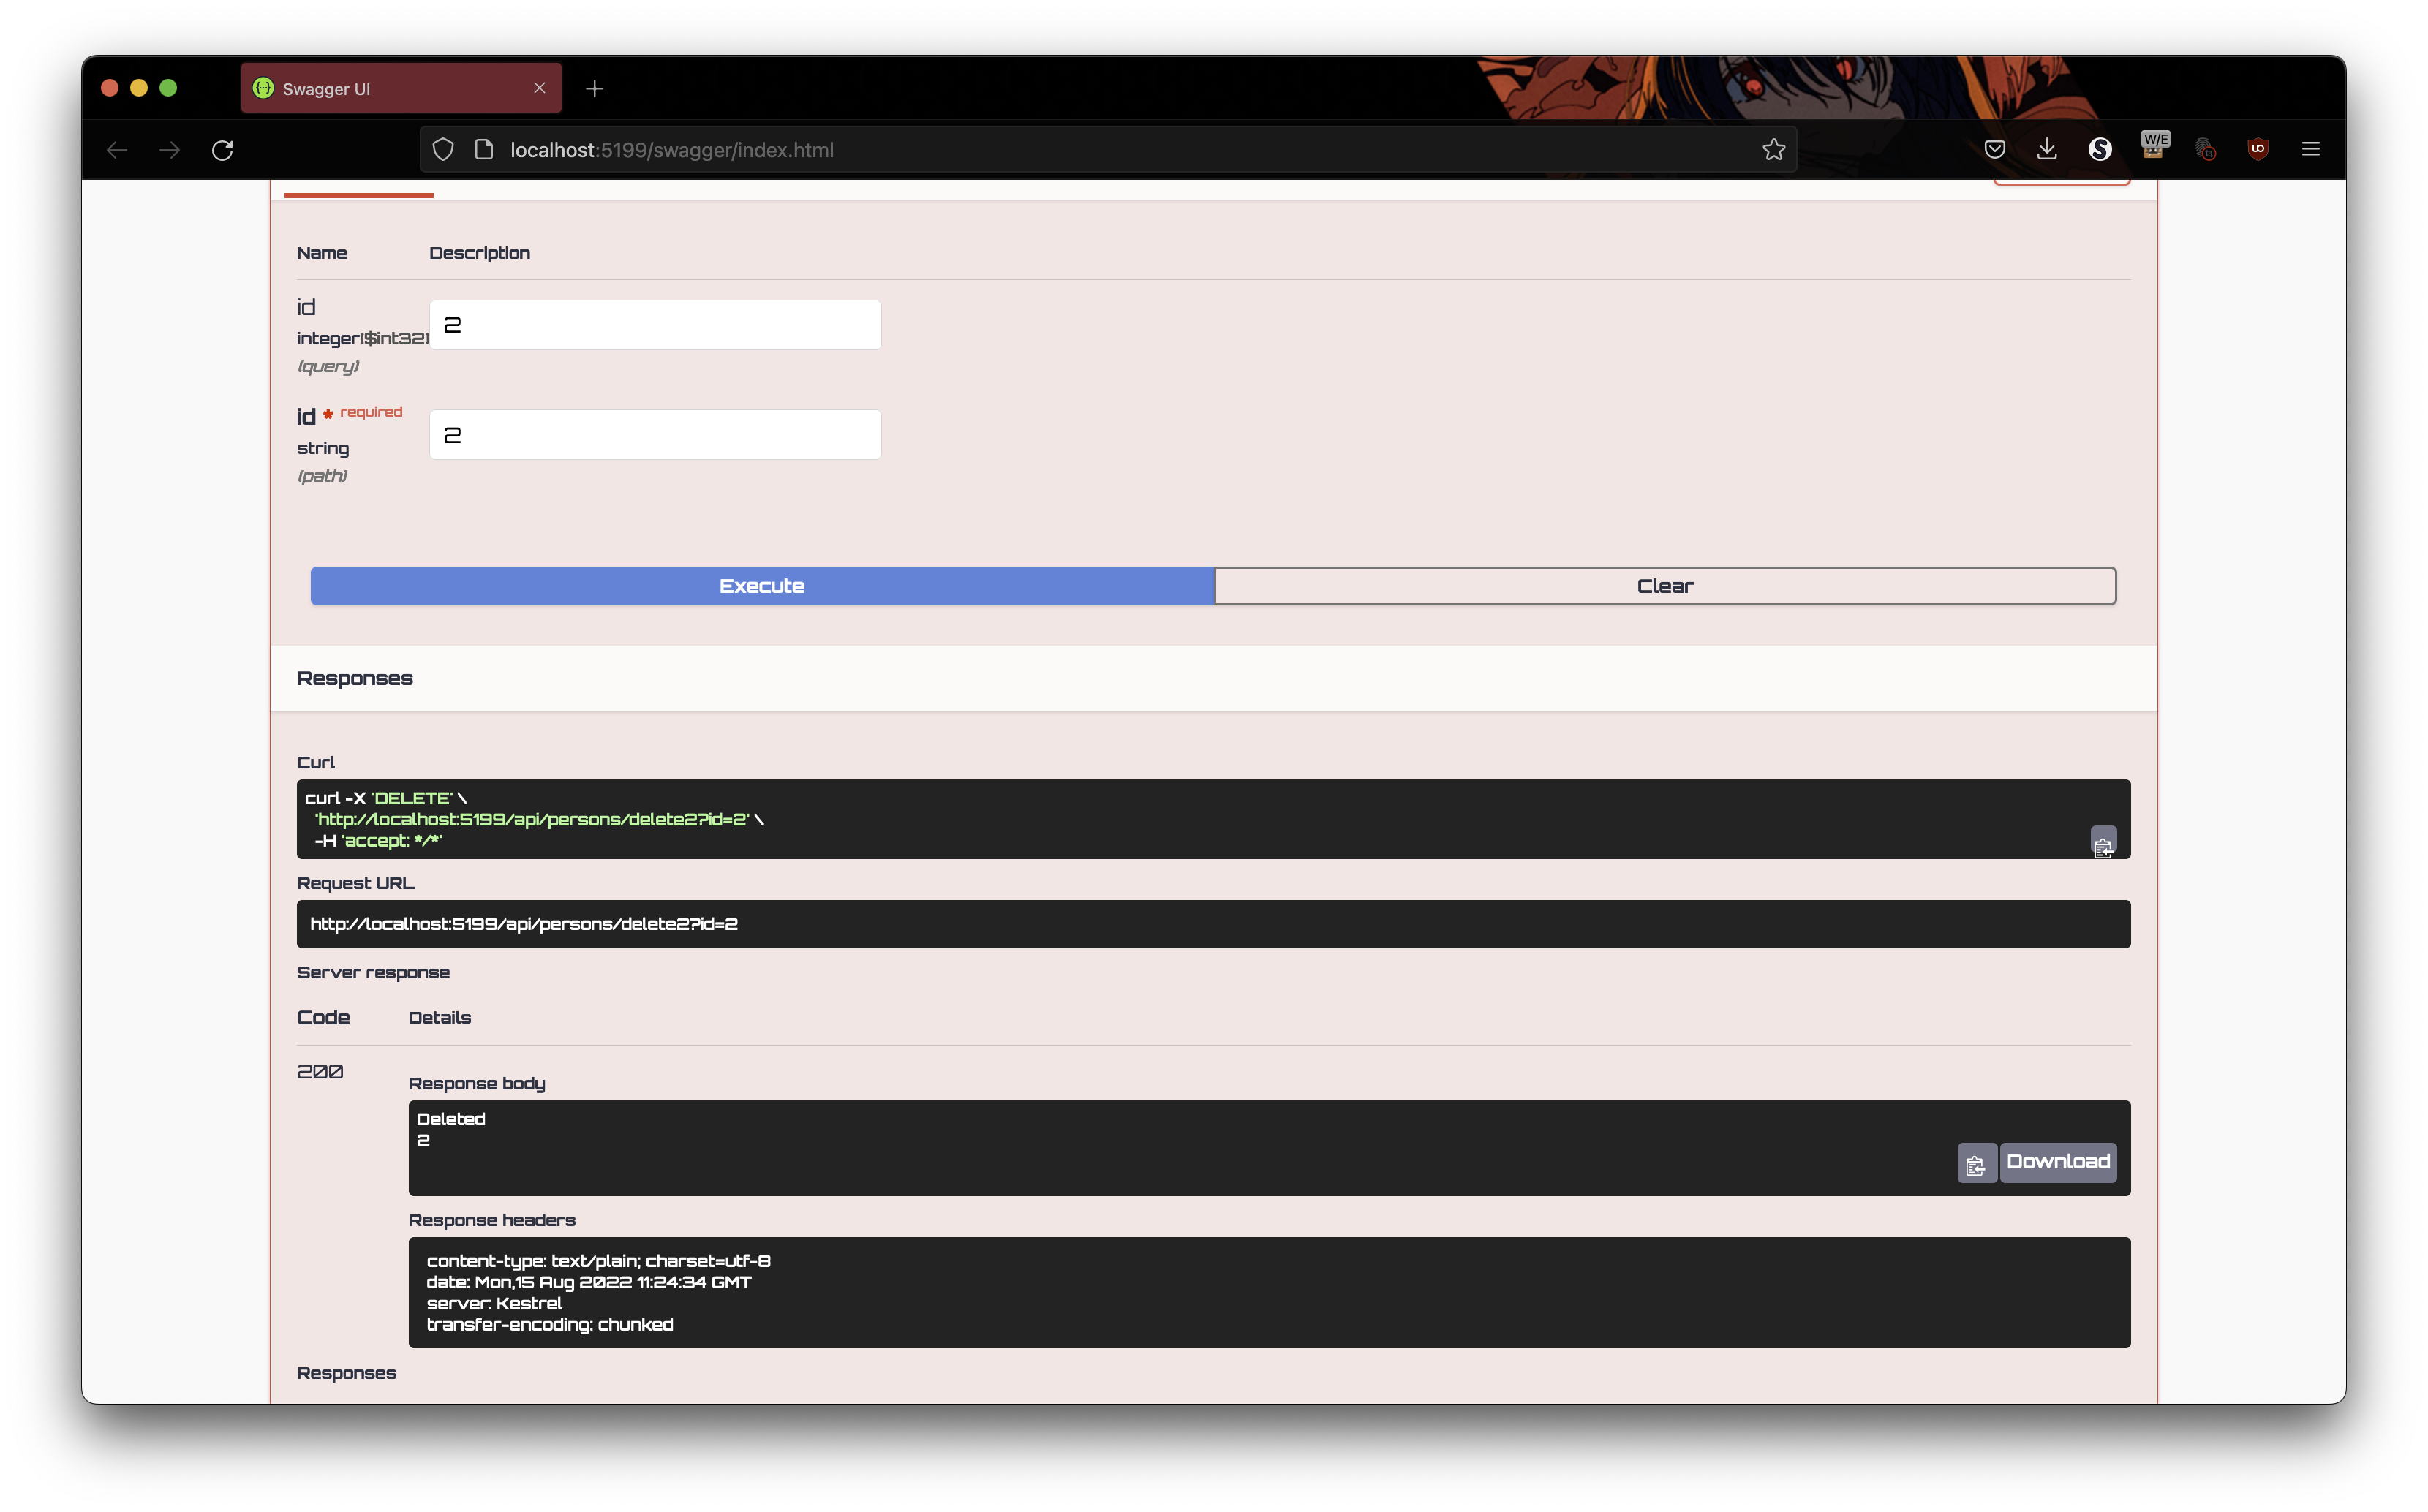 Swagger UI
localhost:5199/swagger/index.html
W/E
Name Description
id
integer($int32)
(query)
2
id * required
string
(path)
2
Execute Clear
Responses
Curl
curl -X 'DELETE' \
'http://localhost:5199/api/persons/delete2?id=2' \
-H 'accept: */*'
Request URL
http://localhost:5199/api/persons/delete2?id=2
Server response
Code Details
200
Response body
Deleted
2
Download
Response headers
content-type: text/plain; charset=utf-8
date: Mon,15 Aug 2022 11:24:34 GMT
server: Kestrel
transfer-encoding: chunked
Responses